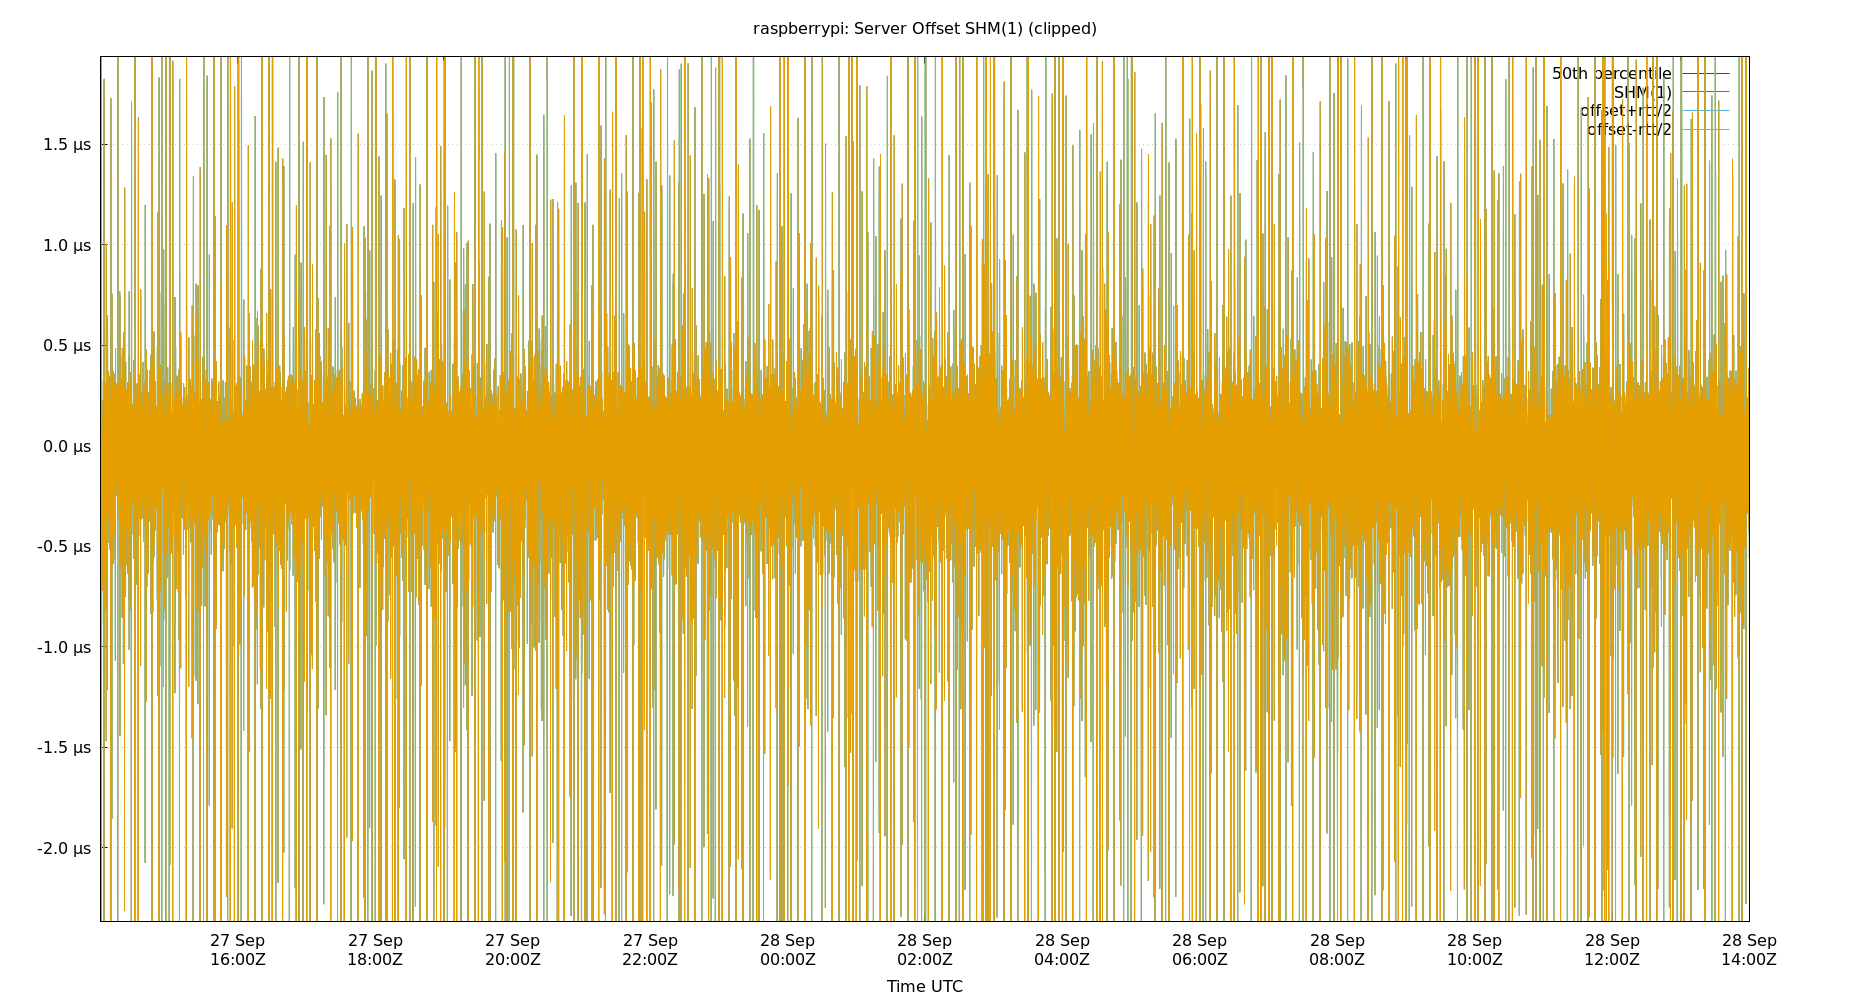 raspberrypi: Server Offset SHM(1) (clipped)
50th percentile
SHM(1)
offset+rtt/2
offset-rtt/2
1.5 µs
1.0 µs
0.5 µs
0.0 µs
-0.5 µs
-1.0 µs
-1.5 µs
-2.0 µs
27 Sep 27 Sep 27 Sep 27 Sep 28 Sep 28 Sep 28 Sep 28 Sep 28 Sep 28 Sep 28 Sep 28 Sep
16:00Z 18:00Z 20:00Z 22:00Z 00:00Z 02:00Z 04:00Z 06:00Z 08:00Z 10:00Z 12:00Z 14:00Z
Time UTC